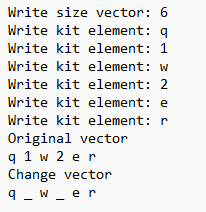 Write size vector: 6
Write kit element: q
Write kit element: 1
Write kit element: w
Write kit element: 2
Write kit element: e
Write kit element: r
Original vector
q 1 w 2 e r
Change vector
q _ w _ e r